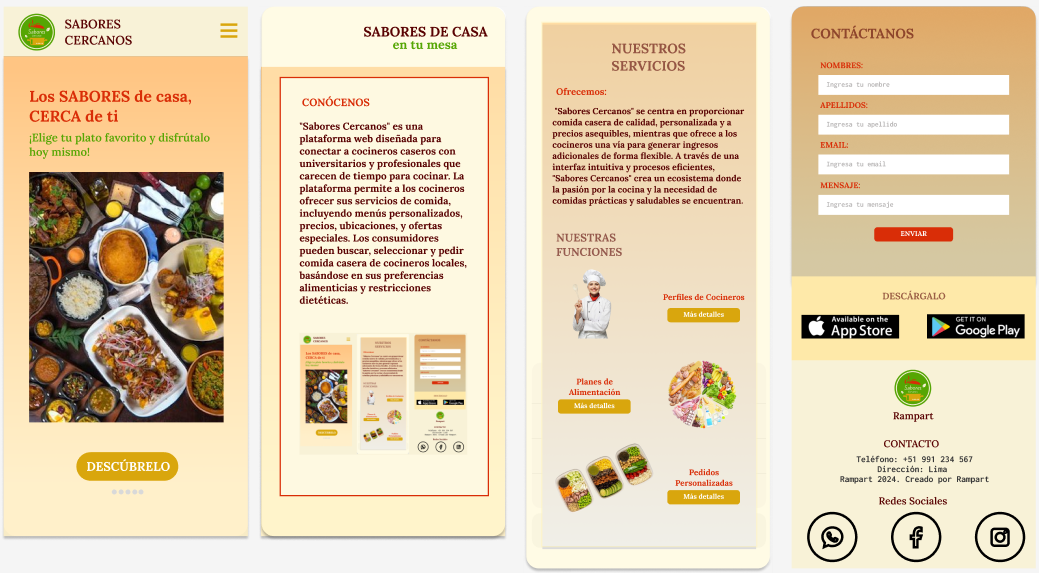 SABORES
CERCANOS
Los SABORES de casa,
CERCA de ti
¡Elige tu plato favorito y disfrútalo
hoy mismo!
DESCÚBRELO
SABORES DE CASA
en tu mesa
CONÓCENOS
"Sabores Cercanos" es una
plataforma web diseñada para
conectar a cocineros caseros con
universitarios y profesionales que
carecen de tiempo para cocinar. La
plataforma permite a los cocineros
ofrecer sus servicios de comida,
incluyendo menús personalizados,
precios, ubicaciones, y ofertas
especiales. Los consumidores
pueden buscar, seleccionar y pedir
comida casera de cocineros locales,
basándose en sus preferencias
alimenticias y restricciones
dietéticas.
NUESTROS
SERVICIOS
Ofrecemos:
"Sabores Cercanos" se centra en proporcionar
comida casera de calidad, personalizada y a
precios asequibles, mientras que ofrece a los
cocineros una vía para generar ingresos
adicionales de forma flexible. A través de una
interfaz intuitiva y procesos eficientes,
"Sabores Cercanos" crea un ecosistema donde
la pasión por la cocina y la necesidad de
comidas prácticas y saludables se encuentran.
NUESTRAS
FUNCIONES
Perfiles de Cocineros
Más detalles
Planes de
Alimentación
Más detalles
Pedidos
Personalizadas
Más detalles
CONTÁCTANOS
NOMBRES:
Ingresa tu nombre
APELLIDOS:
Ingresa tu apellido
EMAIL:
Ingresa tu email
MENSAJE:
Ingresa tu mensaje
ENVIAR
DESCÁRGALO
Available on the
App Store
GET IT ON
Google Play
Sabores
Rampart
CONTACTO
Teléfono: +51 991 234 567
Dirección: Lima
Rampart 2024. Creado por Rampart
Redes Sociales